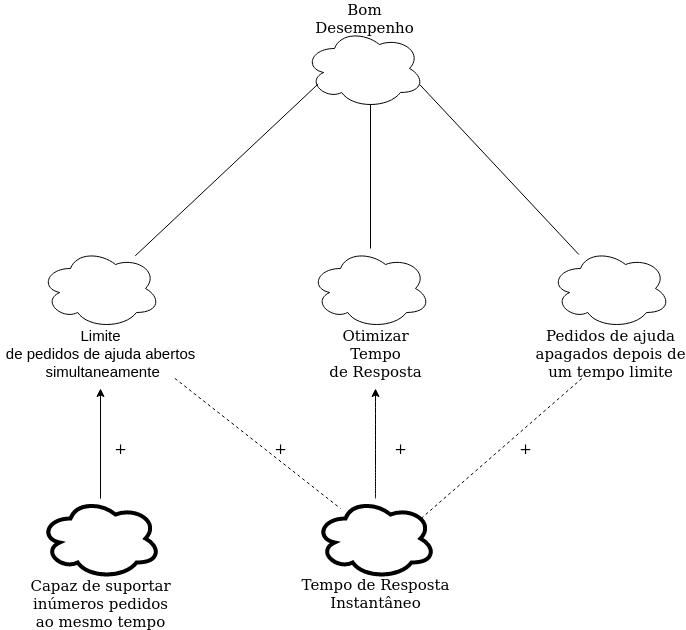 Bom
Desempenho
Limite
de pedidos de ajuda abertos
simultaneamente
Otimizar
Tempo
de Resposta
Pedidos de ajuda
apagados depois de
um tempo limite
+
+
+
+
Capaz de suportar
inúmeros pedidos
ao mesmo tempo
Tempo de Resposta
Instantâneo